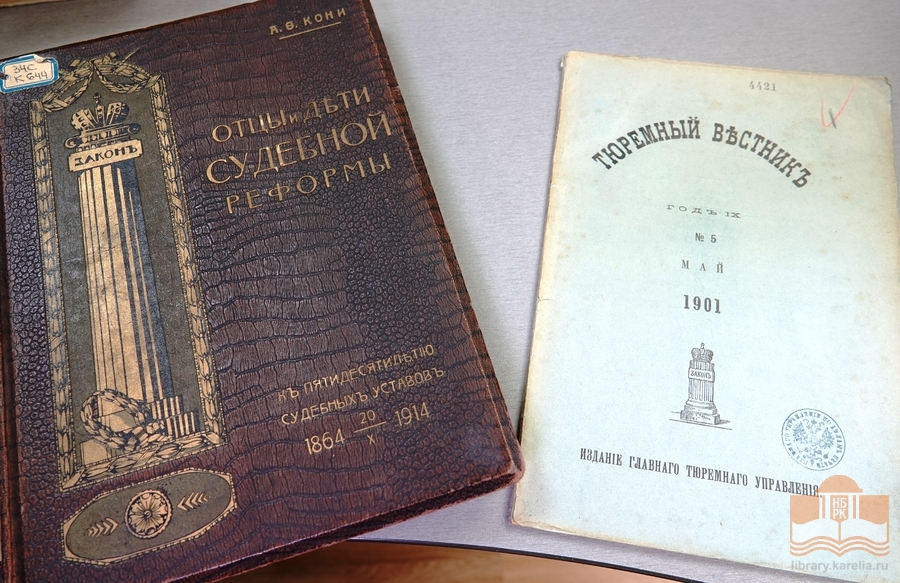 А. Ѳ. КОНИ
34С
К 644
ЗАКОНЪ
ОТЦЫ и ДѢТИ
СУДЕБНОЙ
РЕФОРМЫ
КЪ ПЯТИДЕСЯТИЛѢТІЮ
СУДЕБНЫХЪ УСТАВОВЪ
1864 20/XI 1914
4421
ТЮРЕМНЫЙ ВѢСТНИКЪ
ГОДЪ IX
№ 5
МАЙ
1901
ЗАКОНЪ
ИЗДАНІЕ ГЛАВНАГО ТЮРЕМНАГО УПРАВЛЕНІЯ
НБ
РК
library.karelia.ru